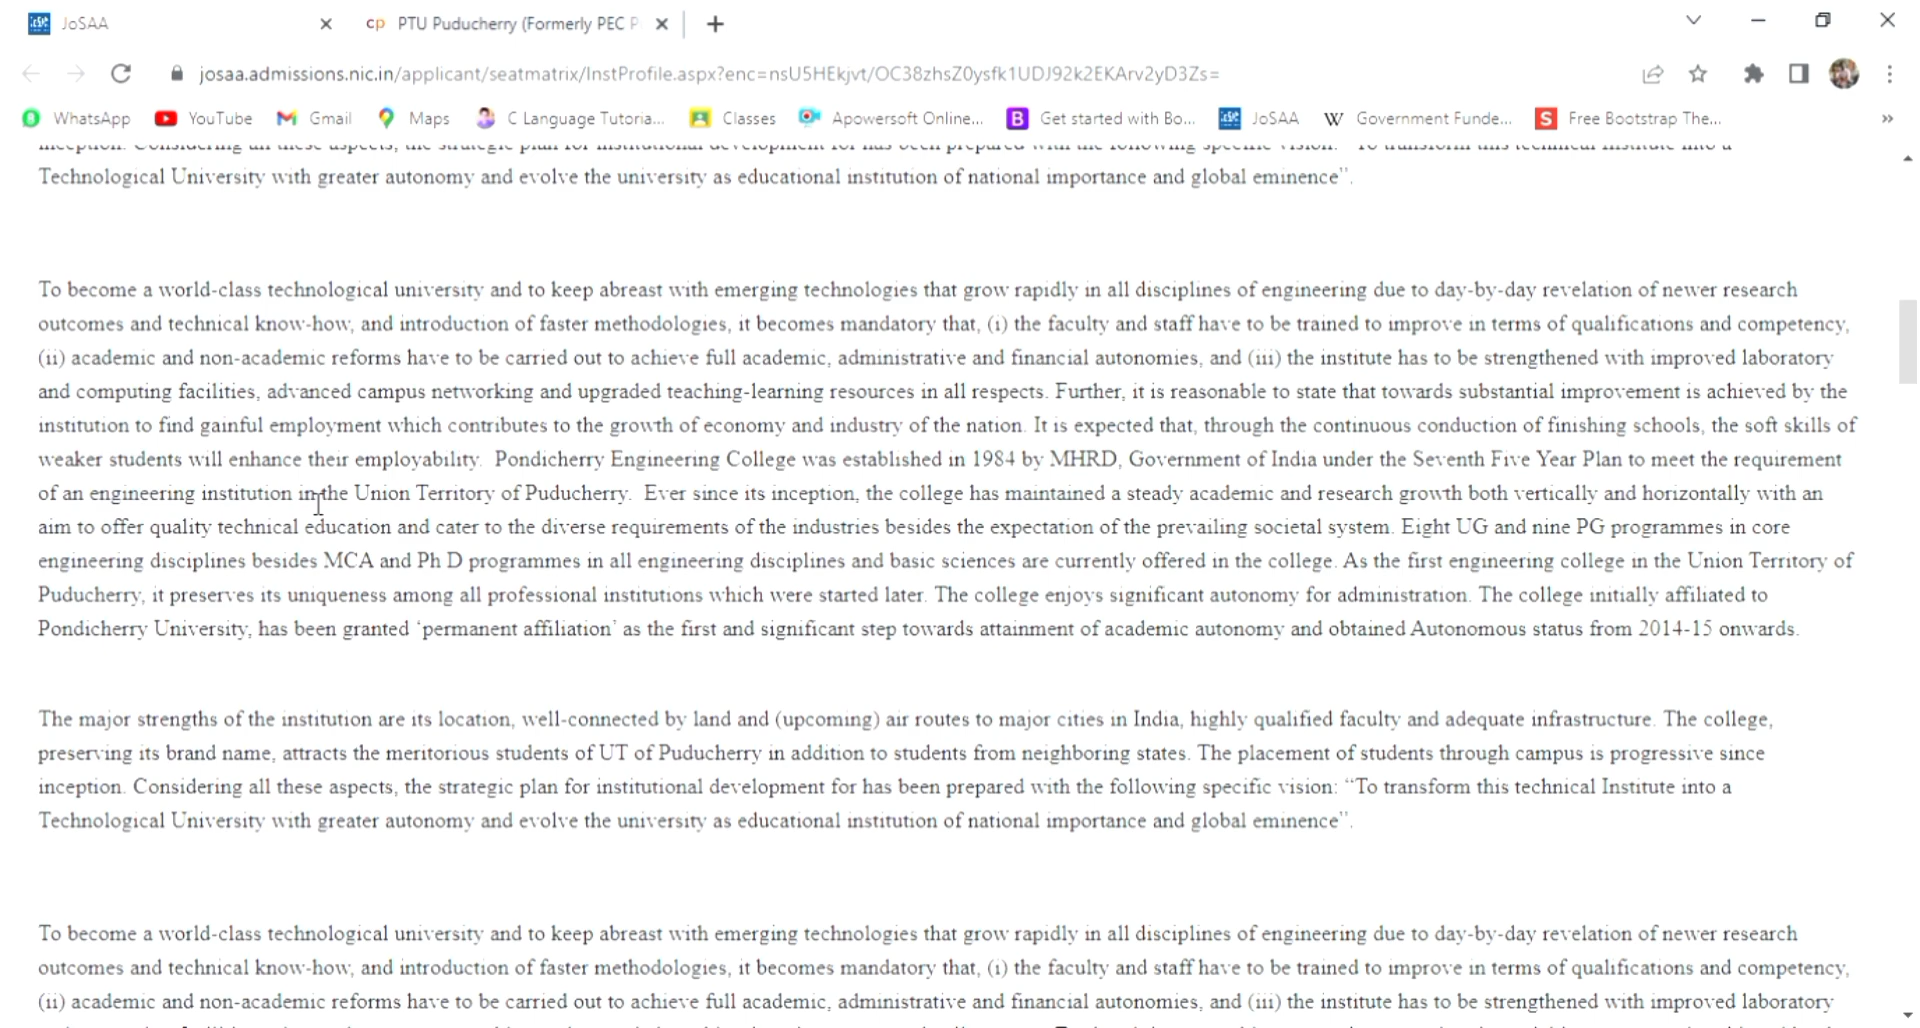 JoSAA
cp PTU Puducherry (Formerly PEC P
josaa.admissions.nic.in/applicant/seatmatrix/InstProfile.aspx?enc=nsU5HEkjvt/OC38zhsZ0ysfk1UDJ92k2EKArv2yD3Zs=
WhatsApp YouTube Gmail Maps C Language Tutoria... Classes Apowersoft Online... B Get started with Bo... JoSAA W Government Funde... S Free Bootstrap The... »
inception. Considering all these aspects, the strategic plan for institutional development for has been prepared with the following specific vision: “To transform this technical Institute into a
Technological University with greater autonomy and evolve the university as educational institution of national importance and global eminence”.
To become a world-class technological university and to keep abreast with emerging technologies that grow rapidly in all disciplines of engineering due to day-by-day revelation of newer research
outcomes and technical know-how, and introduction of faster methodologies, it becomes mandatory that, (i) the faculty and staff have to be trained to improve in terms of qualifications and competency,
(ii) academic and non-academic reforms have to be carried out to achieve full academic, administrative and financial autonomies, and (iii) the institute has to be strengthened with improved laboratory
and computing facilities, advanced campus networking and upgraded teaching-learning resources in all respects. Further, it is reasonable to state that towards substantial improvement is achieved by the
institution to find gainful employment which contributes to the growth of economy and industry of the nation. It is expected that, through the continuous conduction of finishing schools, the soft skills of
weaker students will enhance their employability. Pondicherry Engineering College was established in 1984 by MHRD, Government of India under the Seventh Five Year Plan to meet the requirement
of an engineering institution in the Union Territory of Puducherry. Ever since its inception, the college has maintained a steady academic and research growth both vertically and horizontally with an
aim to offer quality technical education and cater to the diverse requirements of the industries besides the expectation of the prevailing societal system. Eight UG and nine PG programmes in core
engineering disciplines besides MCA and Ph D programmes in all engineering disciplines and basic sciences are currently offered in the college. As the first engineering college in the Union Territory of
Puducherry, it preserves its uniqueness among all professional institutions which were started later. The college enjoys significant autonomy for administration. The college initially affiliated to
Pondicherry University, has been granted ‘permanent affiliation’ as the first and significant step towards attainment of academic autonomy and obtained Autonomous status from 2014-15 onwards.
The major strengths of the institution are its location, well-connected by land and (upcoming) air routes to major cities in India, highly qualified faculty and adequate infrastructure. The college,
preserving its brand name, attracts the meritorious students of UT of Puducherry in addition to students from neighboring states. The placement of students through campus is progressive since
inception. Considering all these aspects, the strategic plan for institutional development for has been prepared with the following specific vision: “To transform this technical Institute into a
Technological University with greater autonomy and evolve the university as educational institution of national importance and global eminence”.
To become a world-class technological university and to keep abreast with emerging technologies that grow rapidly in all disciplines of engineering due to day-by-day revelation of newer research
outcomes and technical know-how, and introduction of faster methodologies, it becomes mandatory that, (i) the faculty and staff have to be trained to improve in terms of qualifications and competency,
(ii) academic and non-academic reforms have to be carried out to achieve full academic, administrative and financial autonomies, and (iii) the institute has to be strengthened with improved laboratory